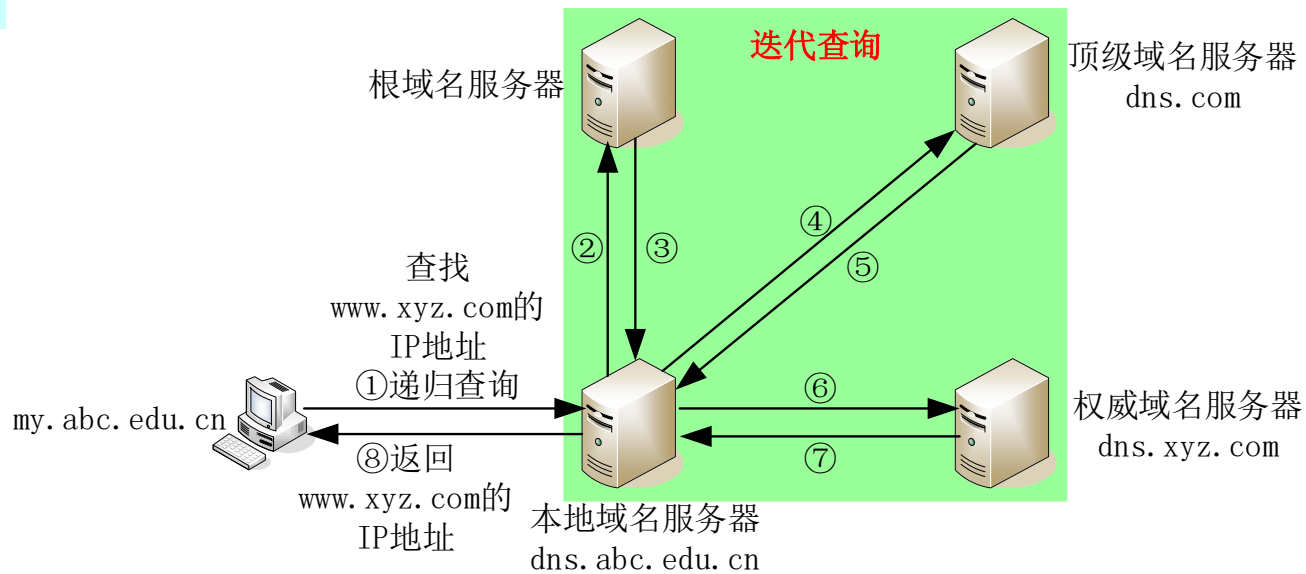 迭代查询
根域名服务器
顶级域名服务器
dns.com
④
②
③
⑤
查找
www.xyz.com的
IP地址
①递归查询
⑥
my.abc.edu.cn
权威域名服务器
dns.xyz.com
⑦
⑧返回
www.xyz.com的
IP地址
本地域名服务器
dns.abc.edu.cn